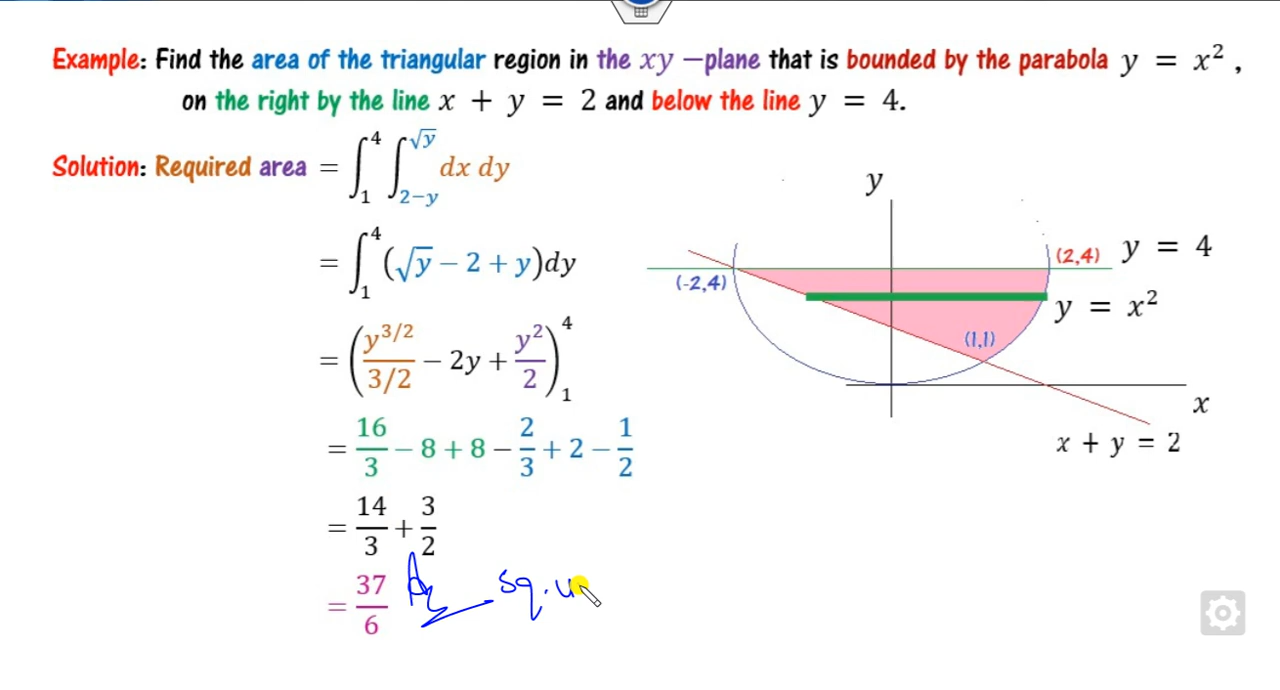 Example: Find the area of the triangular region in the xy −plane that is bounded by the parabola y = x² ,
on the right by the line x + y = 2 and below the line y = 4.
Solution: Required area = ∫₁⁴ ∫_{2−y}^{√y} dx dy
= ∫₁⁴ (√y − 2 + y)dy
= (y^{3/2}/(3/2) − 2y + y²/2)₁⁴
= 16/3 − 8 + 8 − 2/3 + 2 − 1/2
= 14/3 + 3/2
= 37/6 sq.u
y
(2,4) y = 4
(-2,4)
y = x²
(1,1)
x
x + y = 2